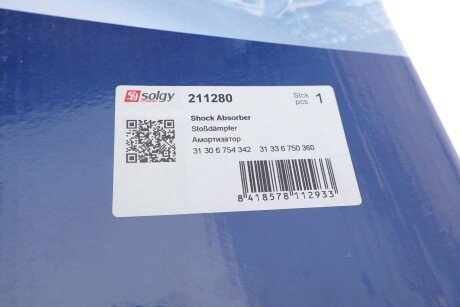 solgy 211280 Stck pcs. 1
Shock Absorber
Stoßdämpfer
Амортизатор
31 30 6 754 342 31 33 6 750 360
8 418578 112933